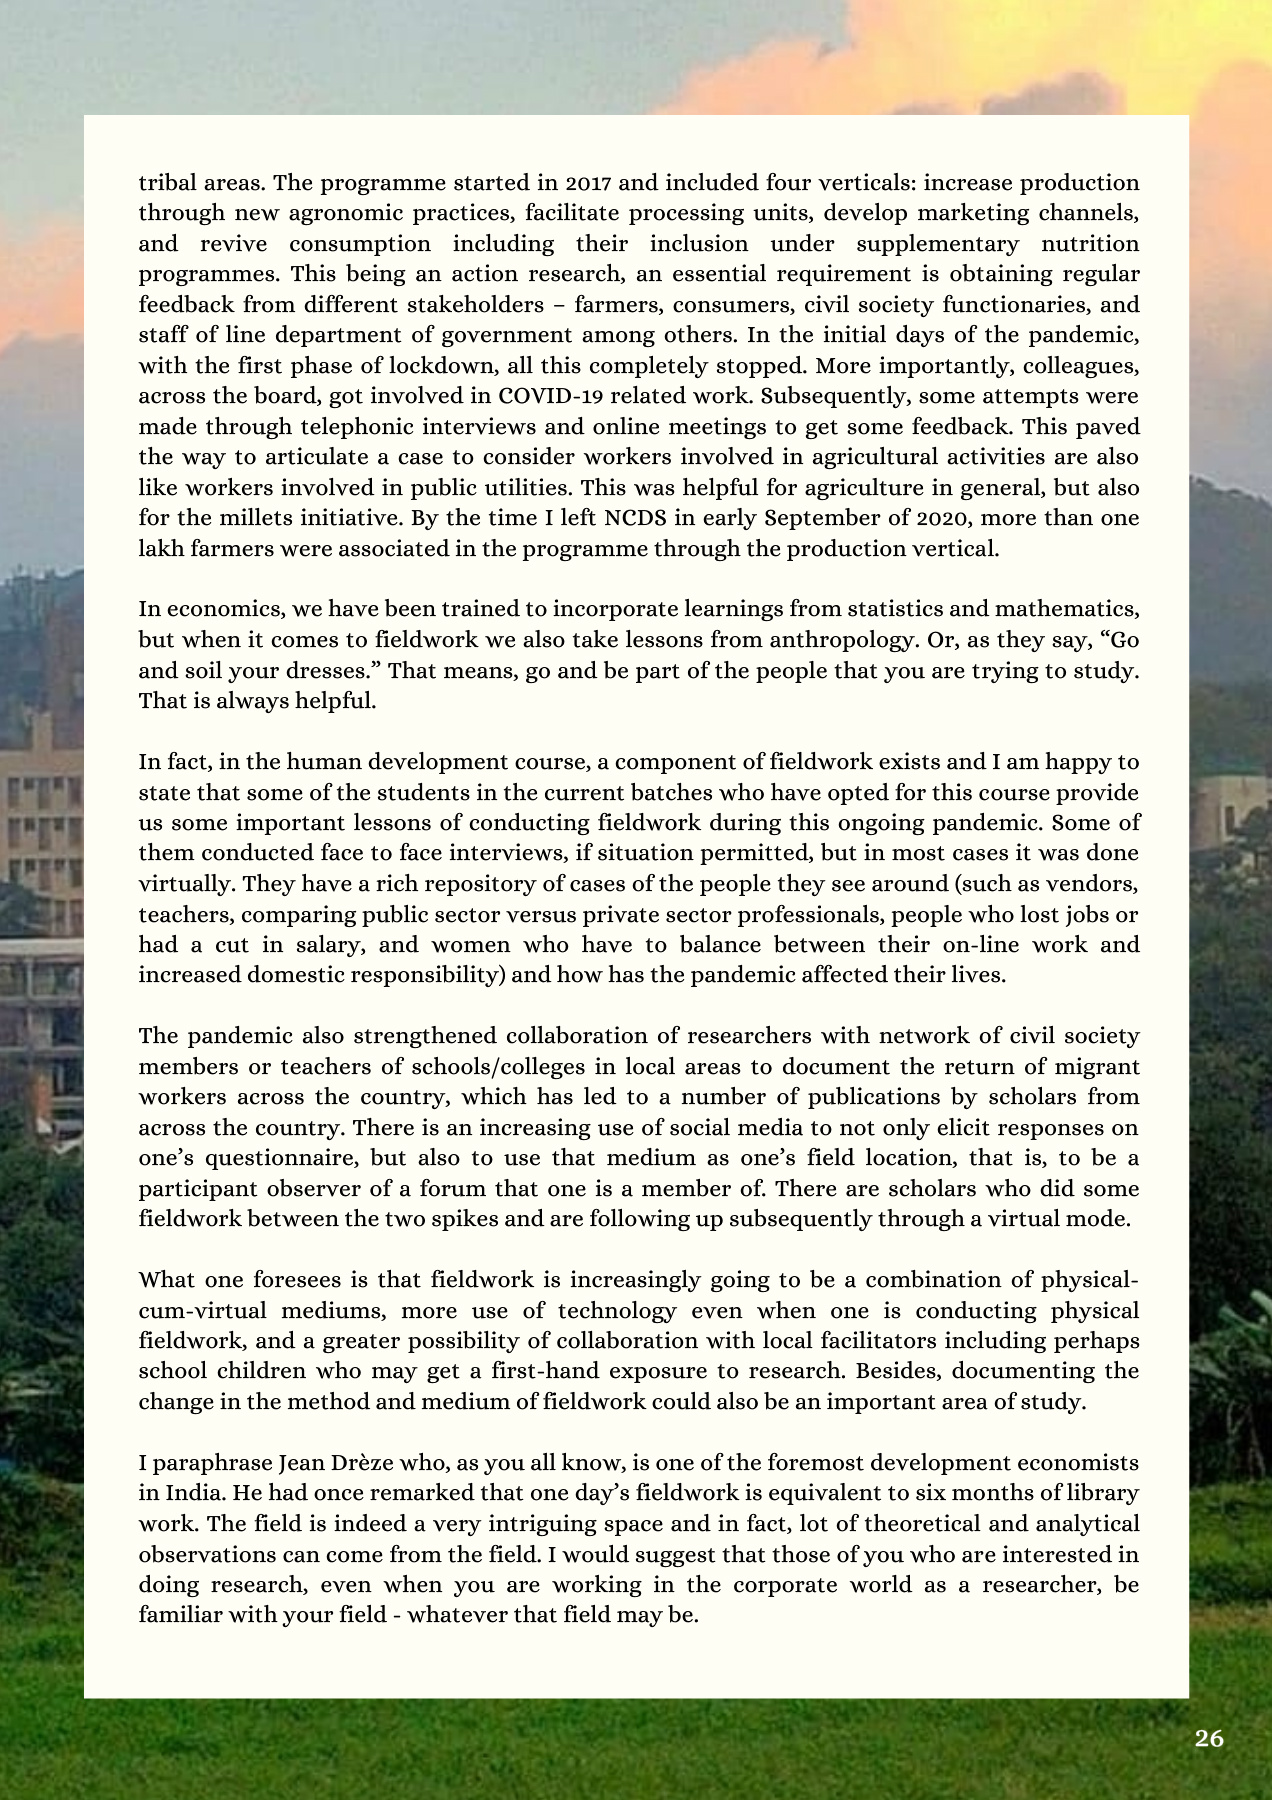 tribal areas. The programme started in 2017 and included four verticals: increase production
through new agronomic practices, facilitate processing units, develop marketing channels,
and revive consumption including their inclusion under supplementary nutrition
programmes. This being an action research, an essential requirement is obtaining regular
feedback from different stakeholders – farmers, consumers, civil society functionaries, and
staff of line department of government among others. In the initial days of the pandemic,
with the first phase of lockdown, all this completely stopped. More importantly, colleagues,
across the board, got involved in COVID-19 related work. Subsequently, some attempts were
made through telephonic interviews and online meetings to get some feedback. This paved
the way to articulate a case to consider workers involved in agricultural activities are also
like workers involved in public utilities. This was helpful for agriculture in general, but also
for the millets initiative. By the time I left NCDS in early September of 2020, more than one
lakh farmers were associated in the programme through the production vertical.
In economics, we have been trained to incorporate learnings from statistics and mathematics,
but when it comes to fieldwork we also take lessons from anthropology. Or, as they say, “Go
and soil your dresses.” That means, go and be part of the people that you are trying to study.
That is always helpful.
In fact, in the human development course, a component of fieldwork exists and I am happy to
state that some of the students in the current batches who have opted for this course provide
us some important lessons of conducting fieldwork during this ongoing pandemic. Some of
them conducted face to face interviews, if situation permitted, but in most cases it was done
virtually. They have a rich repository of cases of the people they see around (such as vendors,
teachers, comparing public sector versus private sector professionals, people who lost jobs or
had a cut in salary, and women who have to balance between their on-line work and
increased domestic responsibility) and how has the pandemic affected their lives.
The pandemic also strengthened collaboration of researchers with network of civil society
members or teachers of schools/colleges in local areas to document the return of migrant
workers across the country, which has led to a number of publications by scholars from
across the country. There is an increasing use of social media to not only elicit responses on
one’s questionnaire, but also to use that medium as one’s field location, that is, to be a
participant observer of a forum that one is a member of. There are scholars who did some
fieldwork between the two spikes and are following up subsequently through a virtual mode.
What one foresees is that fieldwork is increasingly going to be a combination of physical-
cum-virtual mediums, more use of technology even when one is conducting physical
fieldwork, and a greater possibility of collaboration with local facilitators including perhaps
school children who may get a first-hand exposure to research. Besides, documenting the
change in the method and medium of fieldwork could also be an important area of study.
I paraphrase Jean Drèze who, as you all know, is one of the foremost development economists
in India. He had once remarked that one day’s fieldwork is equivalent to six months of library
work. The field is indeed a very intriguing space and in fact, lot of theoretical and analytical
observations can come from the field. I would suggest that those of you who are interested in
doing research, even when you are working in the corporate world as a researcher, be
familiar with your field - whatever that field may be.
26